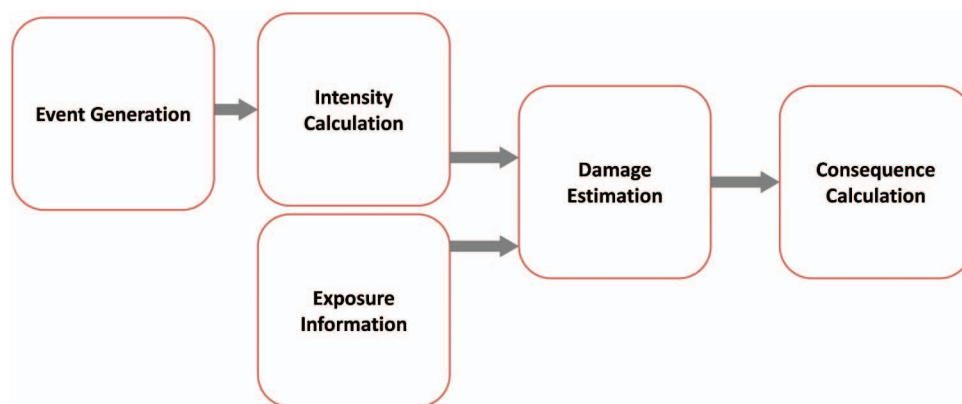 Event Generation
Intensity
Calculation
Exposure
Information
Damage
Estimation
Consequence
Calculation